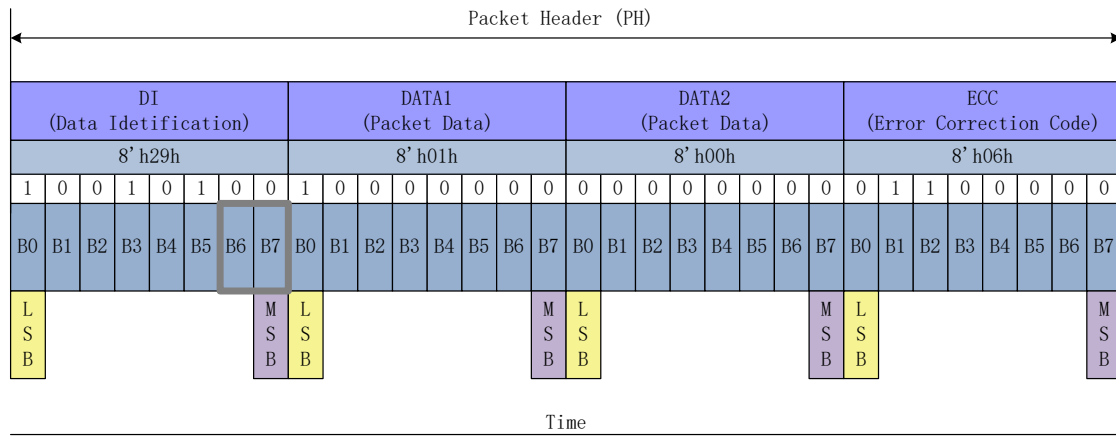 Packet Header (PH)
DI DATA1 DATA2 ECC
(Data Idetification) (Packet Data) (Packet Data) (Error Correction Code)
8'h29h 8'h01h 8'h00h 8'h06h
1 0 0 1 0 1 0 0 1 0 0 0 0 0 0 0 0 0 0 0 0 0 0 0 0 1 1 0 0 0 0 0
B0 B1 B2 B3 B4 B5 B6 B7 B0 B1 B2 B3 B4 B5 B6 B7 B0 B1 B2 B3 B4 B5 B6 B7 B0 B1 B2 B3 B4 B5 B6 B7
L M L M L M L M
S S S S S S S S
B B B B B B B B
Time